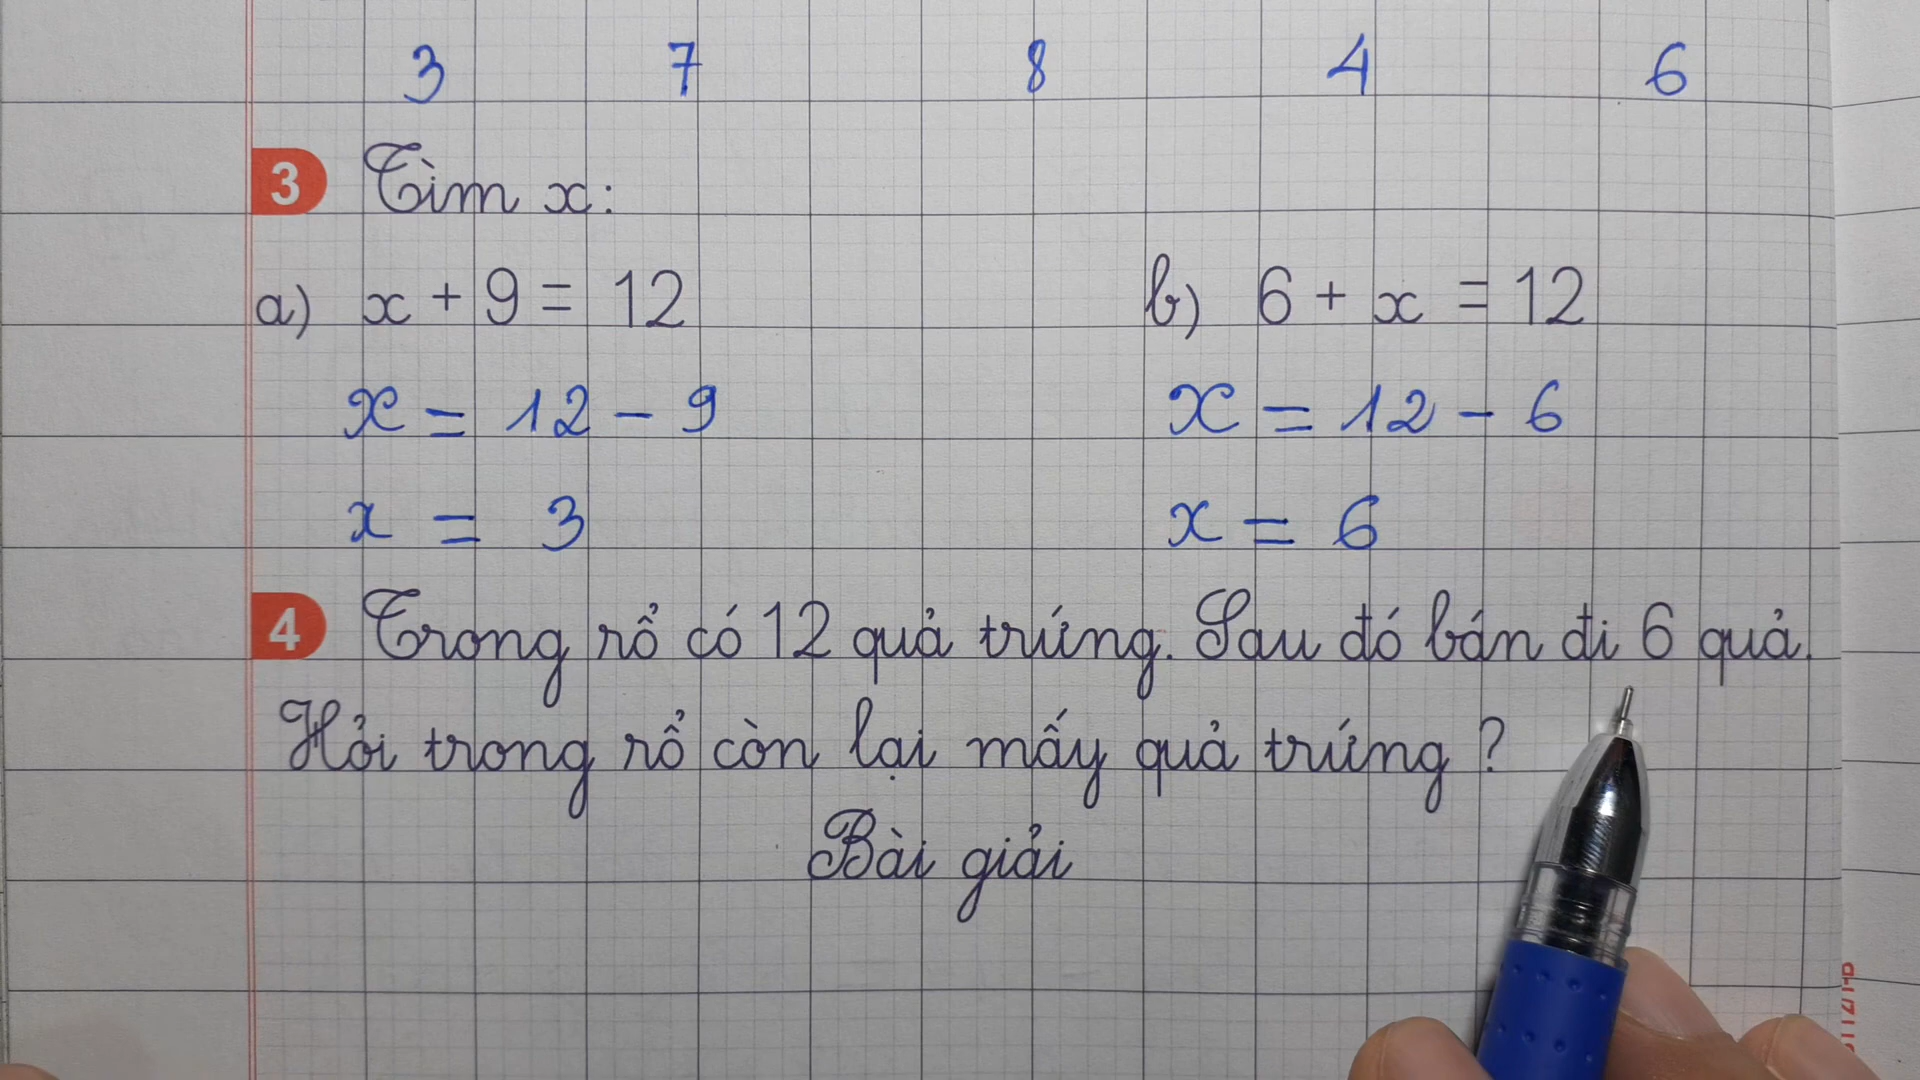 3 7 8 4 6
3 Tìm x:
a) x + 9 = 12 b) 6 + x = 12
x = 12 - 9 x = 12 - 6
x = 3 x = 6
4 Trong rổ có 12 quả trứng. Sau đó bán đi 6 quả.
Hỏi trong rổ còn lại mấy quả trứng ?
Bài giải